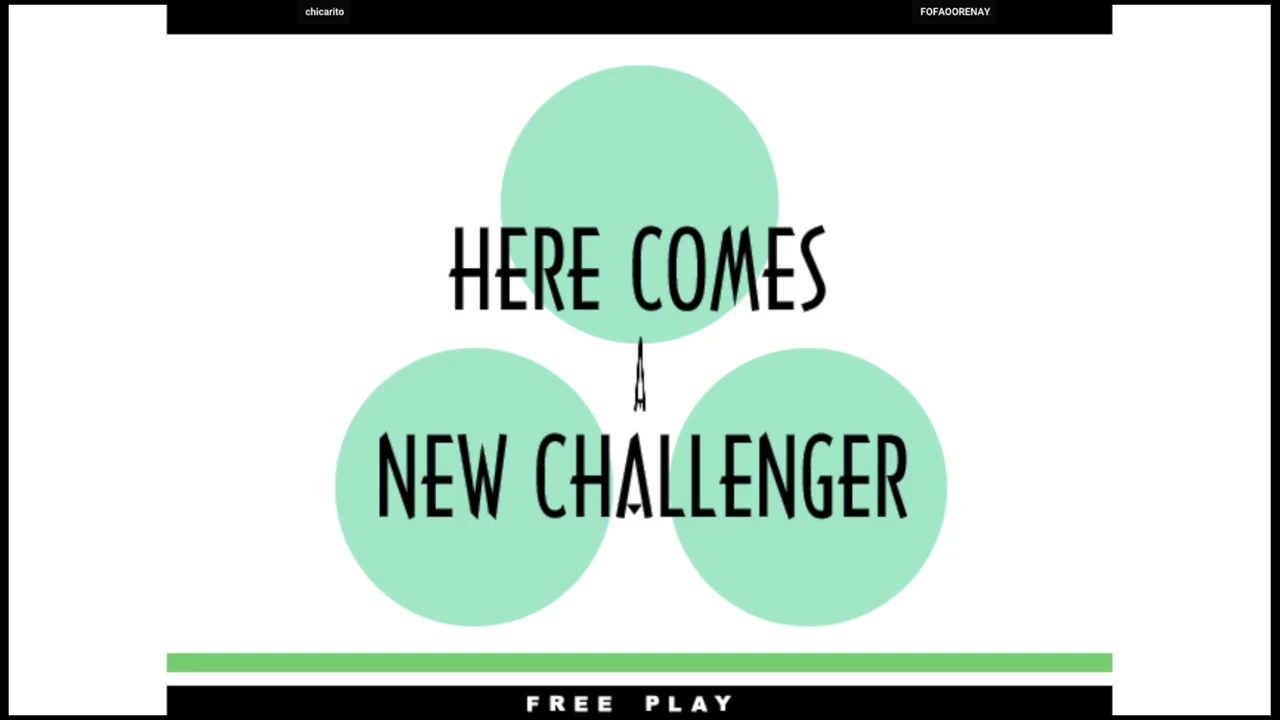 chicarito
FOFAOORENAY
HERE COMES
A
NEW CHALLENGER
FREE PLAY